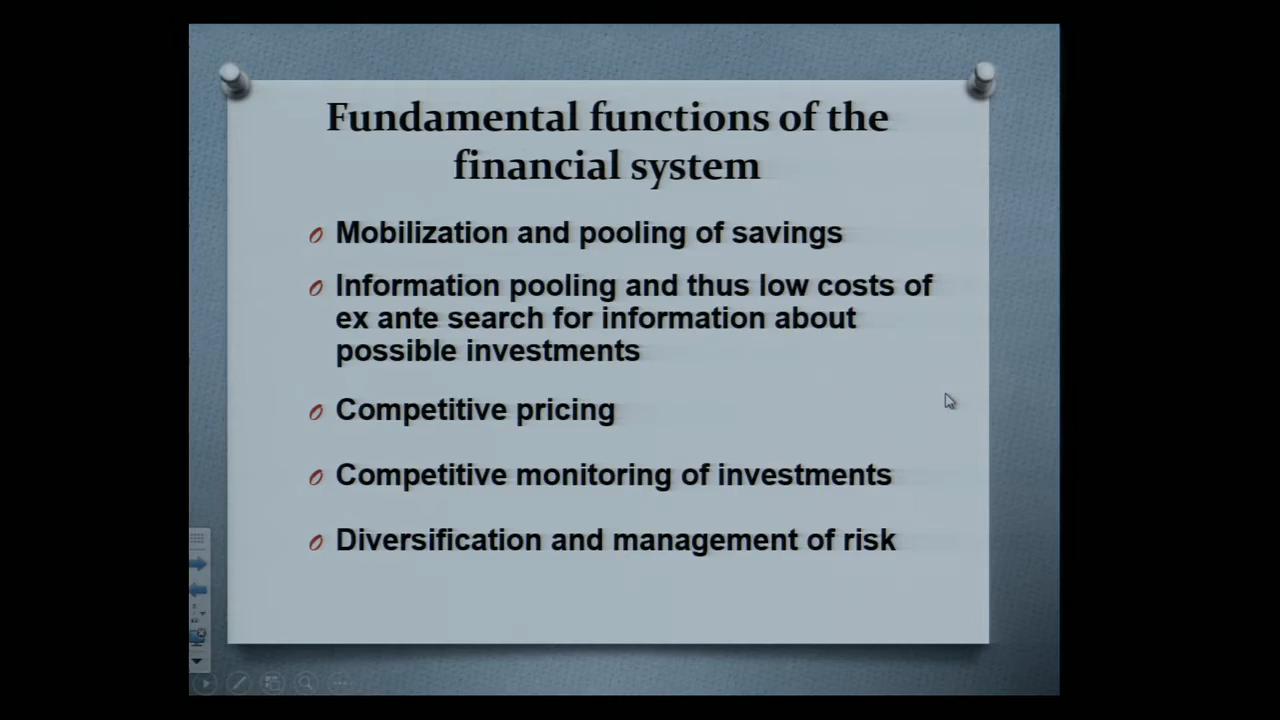 Fundamental functions of the
financial system
Mobilization and pooling of savings
Information pooling and thus low costs of
ex ante search for information about
possible investments
Competitive pricing
Competitive monitoring of investments
Diversification and management of risk